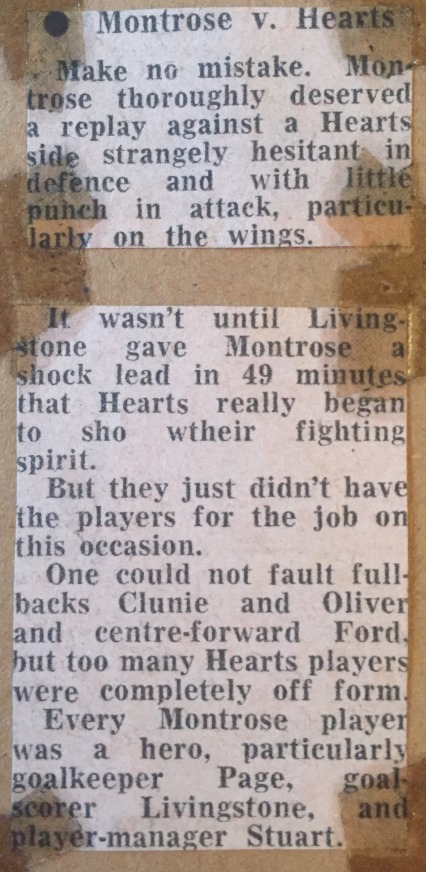 ● Montrose v. Hearts
Make no mistake. Mon-
trose thoroughly deserved
a replay against a Hearts
side strangely hesitant in
defence and with little
punch in attack, particu-
larly on the wings.
It wasn't until Living-
stone gave Montrose a
shock lead in 49 minutes
that Hearts really began
to sho wtheir fighting
spirit.
But they just didn't have
the players for the job on
this occasion.
One could not fault full-
backs Clunie and Oliver
and centre-forward Ford,
but too many Hearts players
were completely off form.
Every Montrose player
was a hero, particularly
goalkeeper Page, goal-
scorer Livingstone, and
player-manager Stuart.